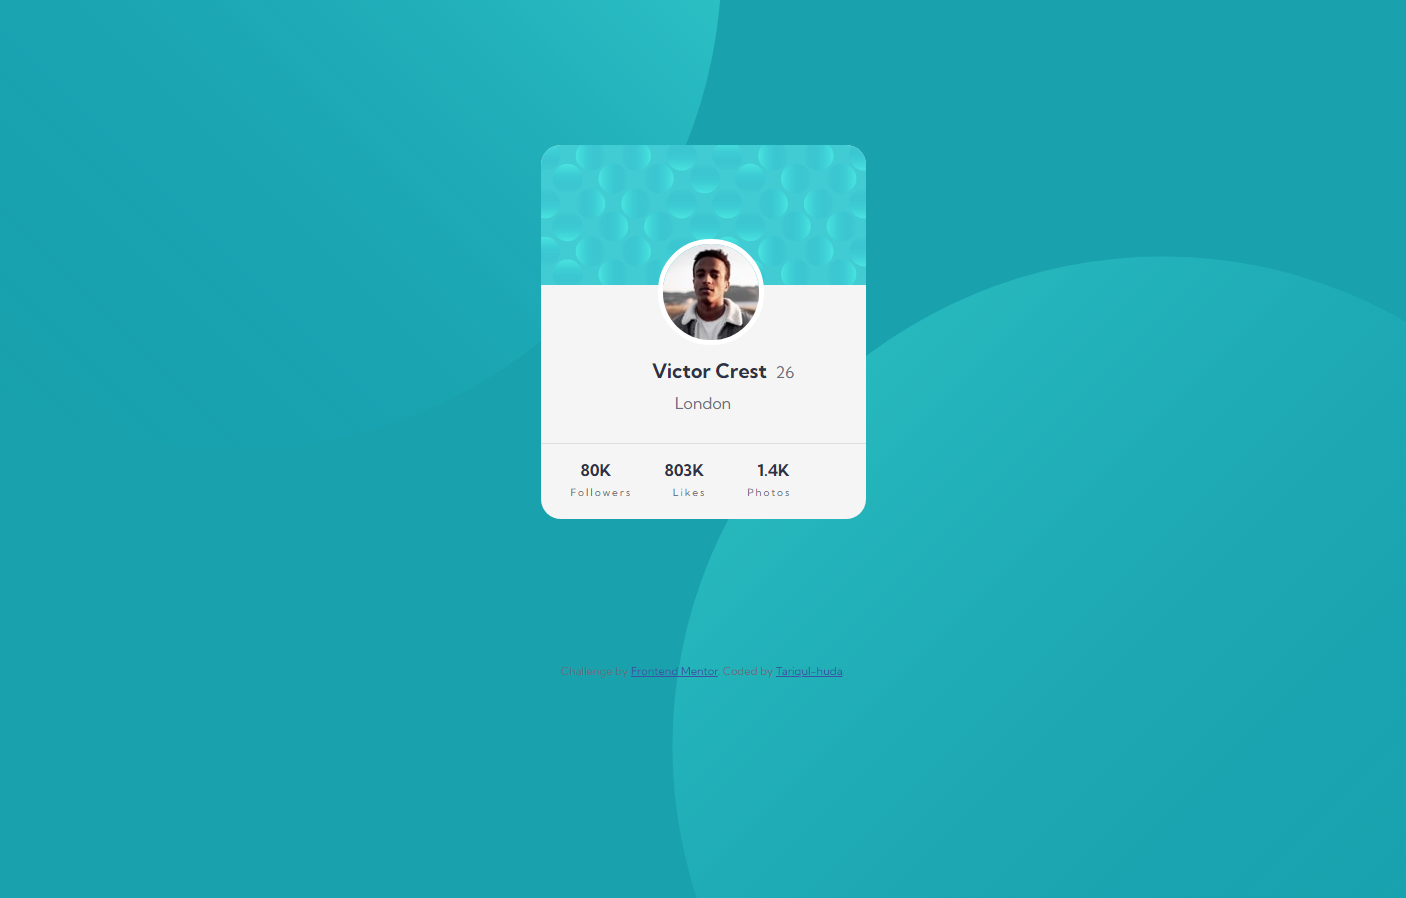 Victor Crest 26
London
80K 803K 1.4K
Followers Likes Photos
Challenge by Frontend Mentor. Coded by Tariqul-huda.